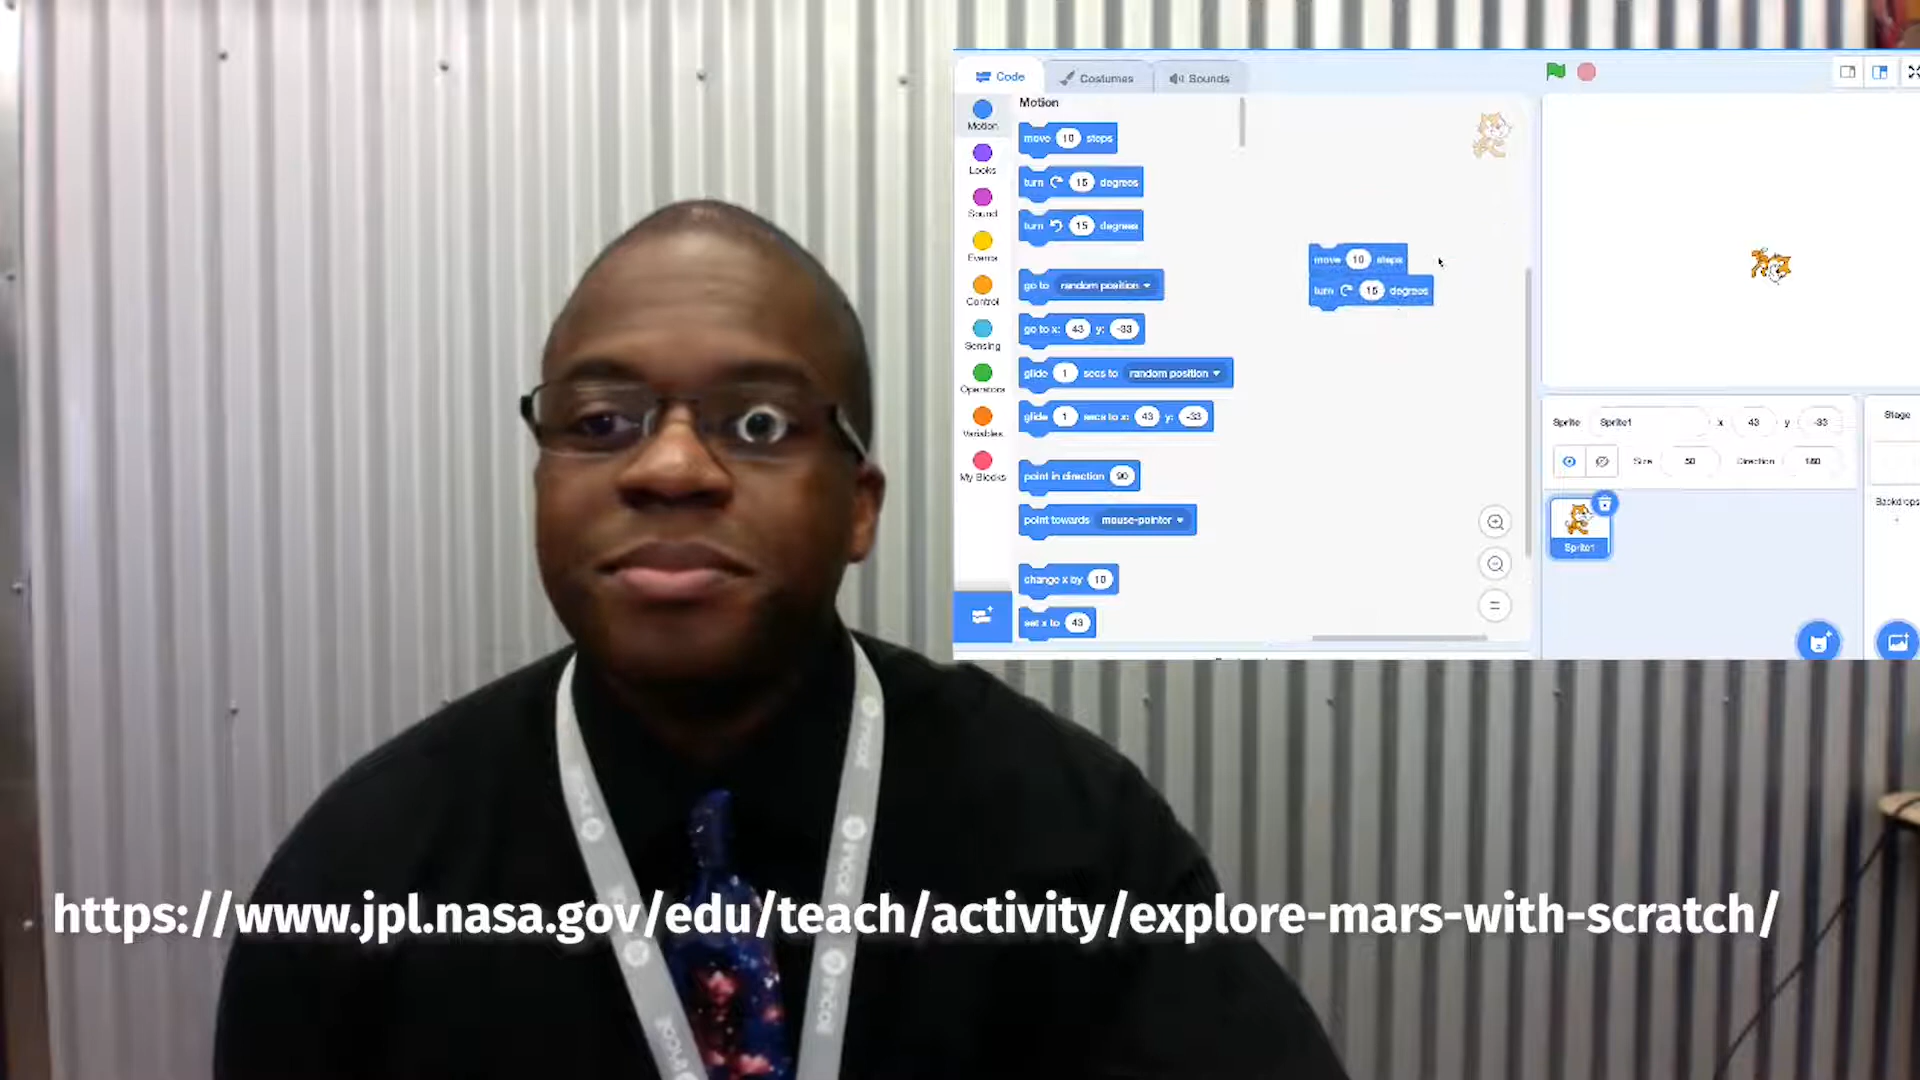 Code
Costumes
Sounds
Motion
Looks
Sound
Events
Control
Sensing
Operators
Variables
My Blocks
Motion
move 10 steps
turn 15 degrees
turn 15 degrees
go to random position
go to x: 43 y: -33
glide 1 secs to random position
glide 1 secs to x: 43 y: -33
point in direction 90
point towards mouse-pointer
change x by 10
set x to 43
move 10 steps
turn 15 degrees
Sprite Sprite1 x 43 y -33
Size 50 Direction 180
Sprite1
Stage
Backdrops
https://www.jpl.nasa.gov/edu/teach/activity/explore-mars-with-scratch/